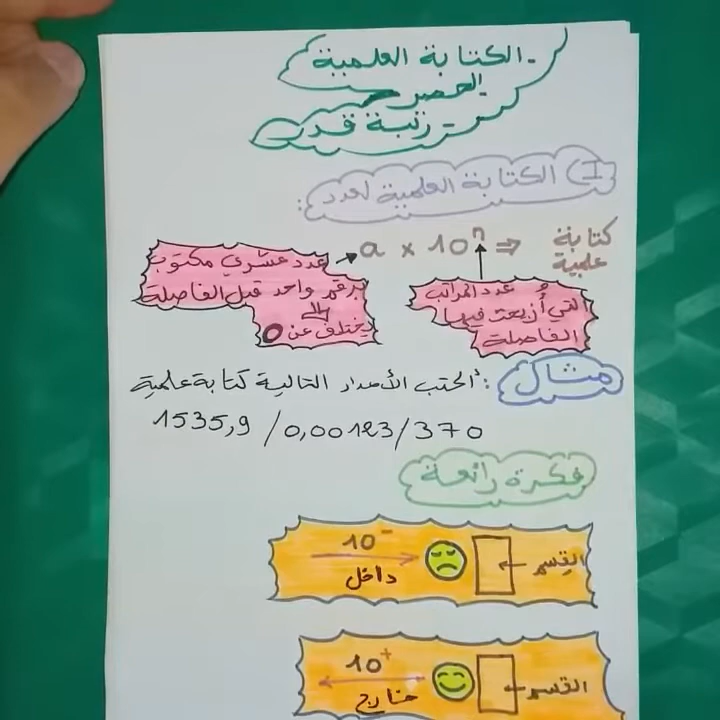 - الكتابة العلمية
- الحصر
- رتبة قدر
I) الكتابة العلمية لعدد :
a × 10ⁿ ⇒ كتابة علمية
عدد عشري مكتوب
برقم واحد قبل الفاصلة
لا
يختلف عن 0
عدد المراتب
التي أزيحت فيها
الفاصلة
مثال : أكتب الأعداد التالية كتابة علمية
1535,9 / 0,00123 / 370
فكرة رائعة
10⁻ القسم
داخل
10⁺ القسم
خارج